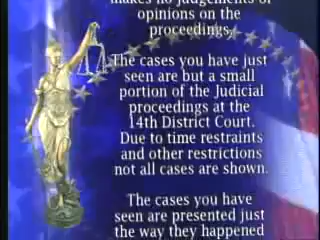 makes no judgements or
opinions on the
proceedings.
The cases you have just
seen are but a small
portion of the Judicial
proceedings at the
14th District Court.
Due to time restraints
and other restrictions
not all cases are shown.
The cases you have
seen are presented just
the way they happened